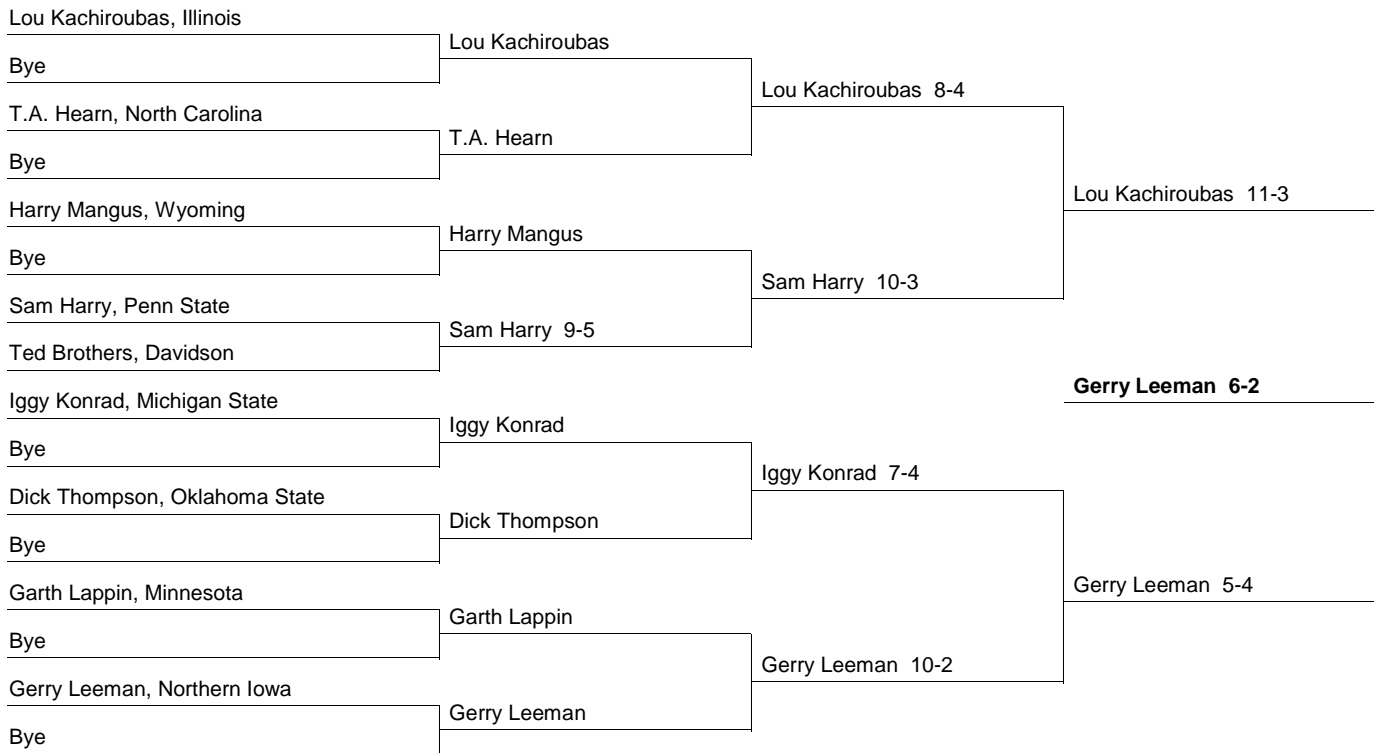 Lou Kachiroubas, Illinois
Bye
T.A. Hearn, North Carolina
Bye
Harry Mangus, Wyoming
Bye
Sam Harry, Penn State
Ted Brothers, Davidson
Iggy Konrad, Michigan State
Bye
Dick Thompson, Oklahoma State
Bye
Garth Lappin, Minnesota
Bye
Gerry Leeman, Northern Iowa
Bye
Lou Kachiroubas
T.A. Hearn
Harry Mangus
Sam Harry 9-5
Iggy Konrad
Dick Thompson
Garth Lappin
Gerry Leeman
Lou Kachiroubas 8-4
Sam Harry 10-3
Iggy Konrad 7-4
Gerry Leeman 10-2
Lou Kachiroubas 11-3
Gerry Leeman 6-2
Gerry Leeman 5-4